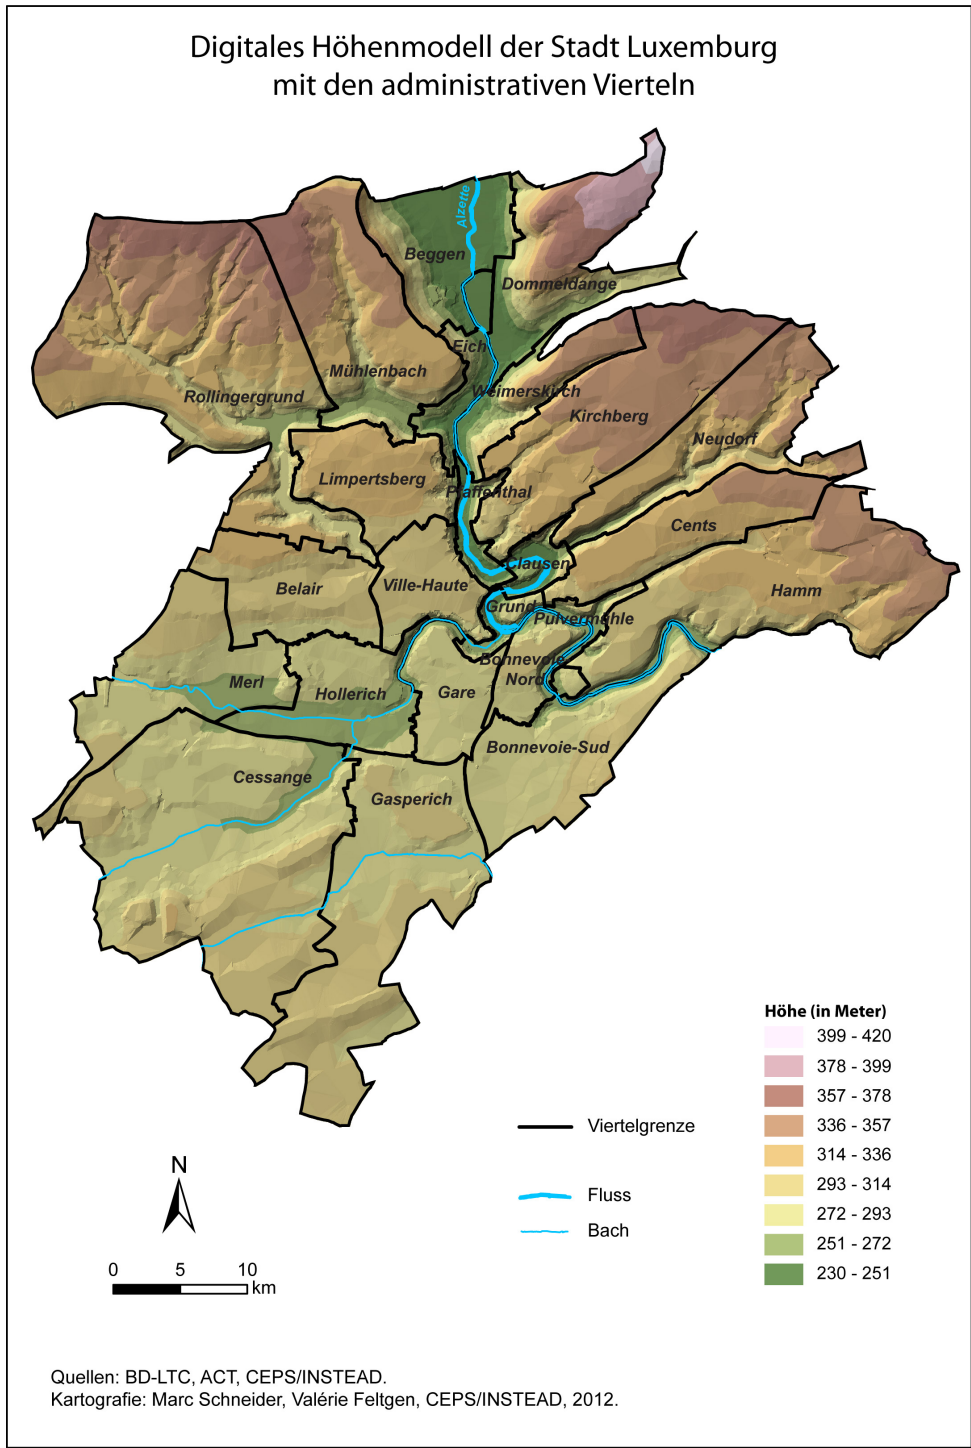 Digitales Höhenmodell der Stadt Luxemburg
mit den administrativen Vierteln
Alzette
Beggen
Dommeldange
Eich
Mühlenbach
Weimerskirch
Rollingergrund
Kirchberg
Neudorf
Limpertsberg
Pfaffenthal
Cents
Clausen
Belair
Ville-Haute
Hamm
Grund
Pulvermühle
Bonnevoie-
Nord
Merl
Hollerich
Gare
Bonnevoie-Sud
Cessange
Gasperich
Höhe (in Meter)
399 - 420
378 - 399
357 - 378
336 - 357
314 - 336
293 - 314
272 - 293
251 - 272
230 - 251
Viertelgrenze
Fluss
Bach
N
0 5 10
km
Quellen: BD-LTC, ACT, CEPS/INSTEAD.
Kartografie: Marc Schneider, Valérie Feltgen, CEPS/INSTEAD, 2012.